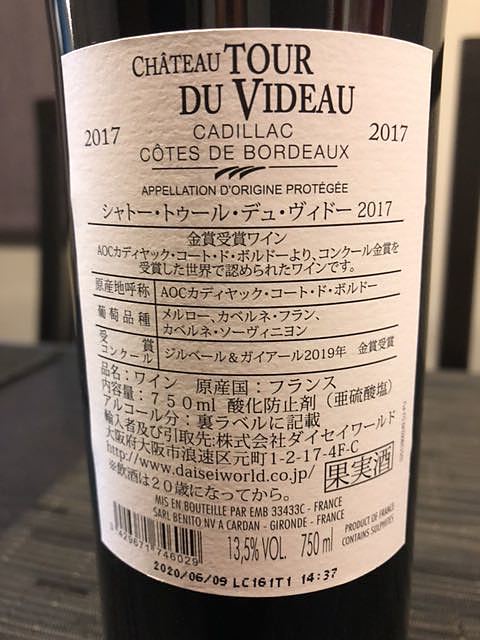 CHÂTEAU TOUR
DU VIDEAU
2017 CADILLAC 2017
CÔTES DE BORDEAUX
APPELLATION D'ORIGINE PROTÉGÉE
シャトー・トゥール・デュ・ヴィドー 2017
金賞受賞ワイン
AOCカディヤック・コート・ド・ボルドーより、コンクール金賞を
受賞した世界で認められたワインです。
原産地呼称 AOCカディヤック・コート・ド・ボルドー
葡萄品種 メルロー、カベルネ・フラン、
カベルネ・ソーヴィニヨン
受賞
コンクール ジルベール&ガイアール2019年 金賞受賞
品名:ワイン 原産国:フランス
内容量:750ml 酸化防止剤(亜硫酸塩)
アルコール分:裏ラベルに記載
輸入者及び引取先:株式会社ダイセイワールド
大阪府大阪市浪速区元町1-2-17-4F-C
http://www.daiseiworld.co.jp/
果実酒
※飲酒は20歳になってから。
MIS EN BOUTEILLE PAR EMB 33433C - FRANCE
SARL BENITO NV A CARDAN - GIRONDE - FRANCE
3429671746029
13,5% VOL. 750 ml
PRODUCT OF FRANCE
CONTAINS SULPHITES
2020/06/09 LC161T1 14:37